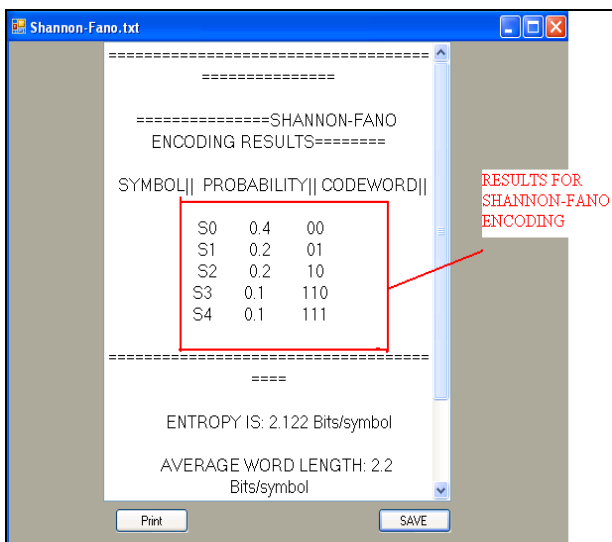 Shannon-Fano.txt
====================================
===============
===============SHANNON-FANO
ENCODING RESULTS========
SYMBOL|| PROBABILITY|| CODEWORD||
S0 0.4 00
S1 0.2 01
S2 0.2 10
S3 0.1 110
S4 0.1 111
====================================
====
ENTROPY IS: 2.122 Bits/symbol
AVERAGE WORD LENGTH: 2.2
Bits/symbol
Print
SAVE
RESULTS FOR
SHANNON-FANO
ENCODING